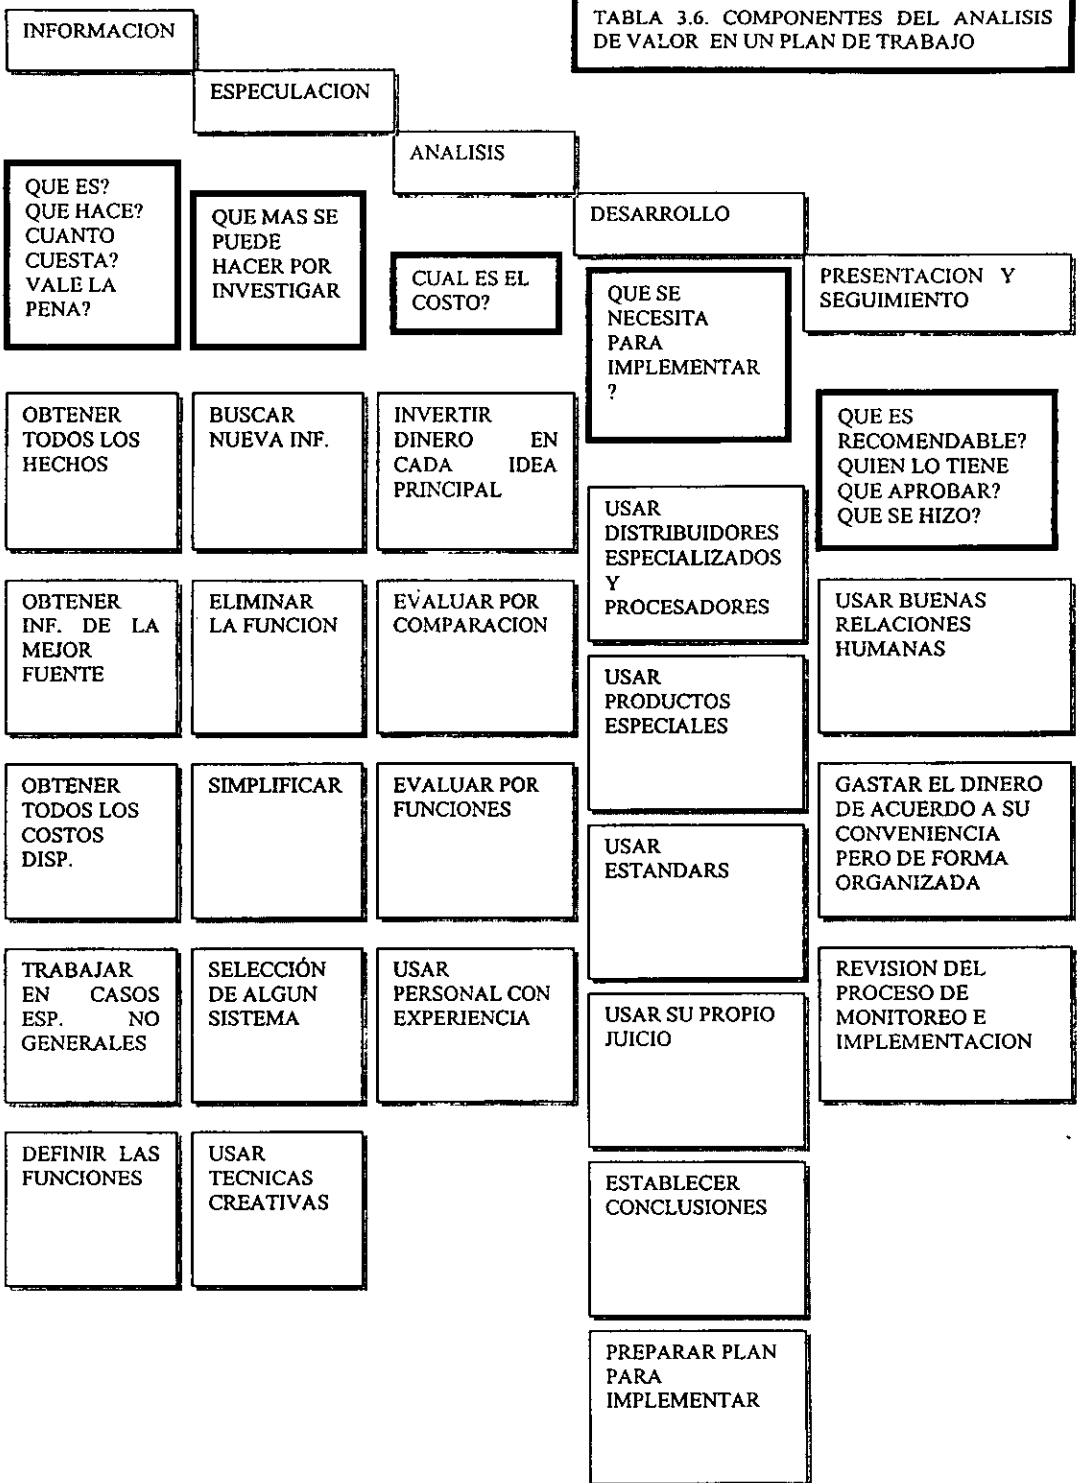 TABLA 3.6. COMPONENTES DEL ANALISIS
DE VALOR EN UN PLAN DE TRABAJO
INFORMACION
ESPECULACION
ANALISIS
DESARROLLO
PRESENTACION Y
SEGUIMIENTO
QUE ES?
QUE HACE?
CUANTO
CUESTA?
VALE LA
PENA?
OBTENER
TODOS LOS
HECHOS
OBTENER
INF. DE LA
MEJOR
FUENTE
OBTENER
TODOS LOS
COSTOS
DISP.
TRABAJAR
EN CASOS
ESP. NO
GENERALES
DEFINIR LAS
FUNCIONES
QUE MAS SE
PUEDE
HACER POR
INVESTIGAR
BUSCAR
NUEVA INF.
ELIMINAR
LA FUNCION
SIMPLIFICAR
SELECCIÓN
DE ALGUN
SISTEMA
USAR
TECNICAS
CREATIVAS
CUAL ES EL
COSTO?
INVERTIR
DINERO EN
CADA IDEA
PRINCIPAL
EVALUAR POR
COMPARACION
EVALUAR POR
FUNCIONES
USAR
PERSONAL CON
EXPERIENCIA
QUE SE
NECESITA
PARA
IMPLEMENTAR
?
USAR
DISTRIBUIDORES
ESPECIALIZADOS
Y
PROCESADORES
USAR
PRODUCTOS
ESPECIALES
USAR
ESTANDARS
USAR SU PROPIO
JUICIO
ESTABLECER
CONCLUSIONES
PREPARAR PLAN
PARA
IMPLEMENTAR
QUE ES
RECOMENDABLE?
QUIEN LO TIENE
QUE APROBAR?
QUE SE HIZO?
USAR BUENAS
RELACIONES
HUMANAS
GASTAR EL DINERO
DE ACUERDO A SU
CONVENIENCIA
PERO DE FORMA
ORGANIZADA
REVISION DEL
PROCESO DE
MONITOREO E
IMPLEMENTACION